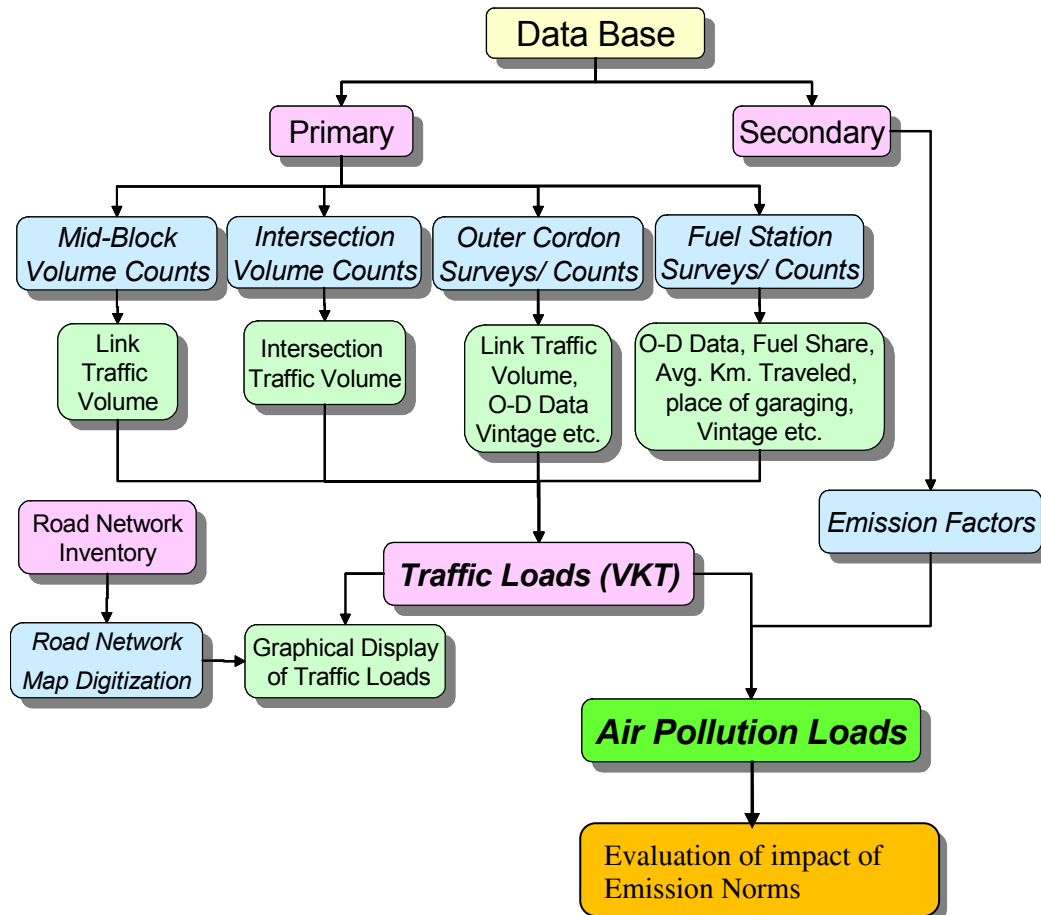 Data Base
Primary
Secondary
Mid-Block
Volume Counts
Intersection
Volume Counts
Outer Cordon
Surveys/ Counts
Fuel Station
Surveys/ Counts
Link
Traffic
Volume
Intersection
Traffic Volume
Link Traffic
Volume,
O-D Data
Vintage etc.
O-D Data, Fuel Share,
Avg. Km. Traveled,
place of garaging,
Vintage etc.
Road Network
Inventory
Emission Factors
Traffic Loads (VKT)
Road Network
Map Digitization
Graphical Display
of Traffic Loads
Air Pollution Loads
Evaluation of impact of
Emission Norms